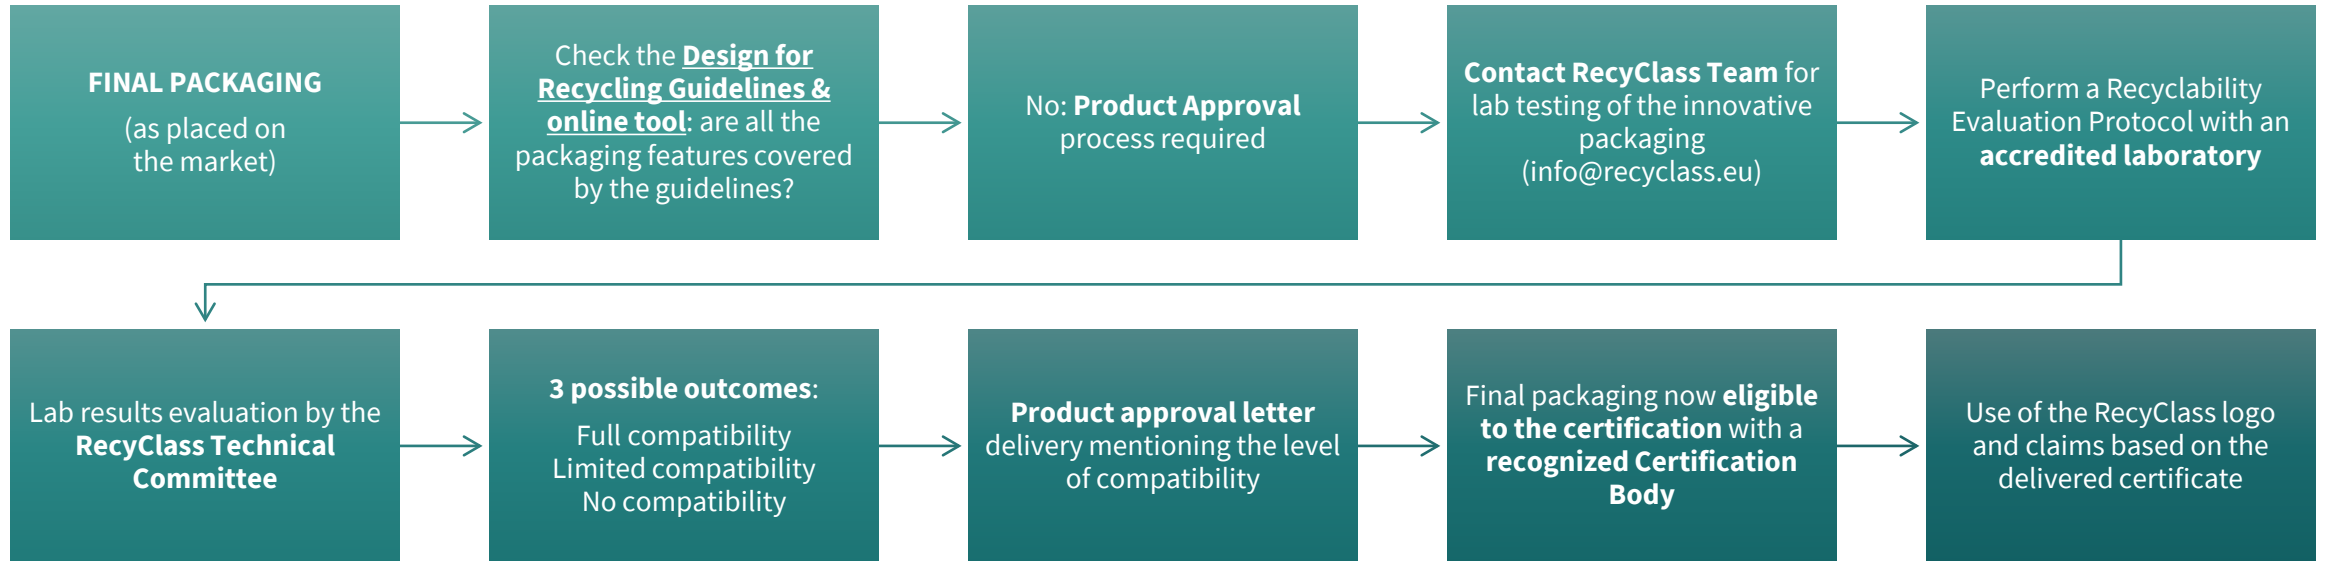 FINAL PACKAGING
(as placed on
the market)
Check the Design for
Recycling Guidelines &
online tool: are all the
packaging features covered
by the guidelines?
No: Product Approval
process required
Contact RecyClass Team for
lab testing of the innovative
packaging
(info@recyclass.eu)
Perform a Recyclability
Evaluation Protocol with an
accredited laboratory
Lab results evaluation by the
RecyClass Technical
Committee
3 possible outcomes:
Full compatibility
Limited compatibility
No compatibility
Product approval letter
delivery mentioning the level
of compatibility
Final packaging now eligible
to the certification with a
recognized Certification
Body
Use of the RecyClass logo
and claims based on the
delivered certificate